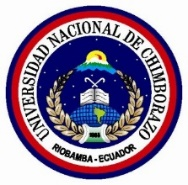 UNIVERSIDAD NACIONAL DE CHIMBORAZO
RIOBAMBA - ECUADOR